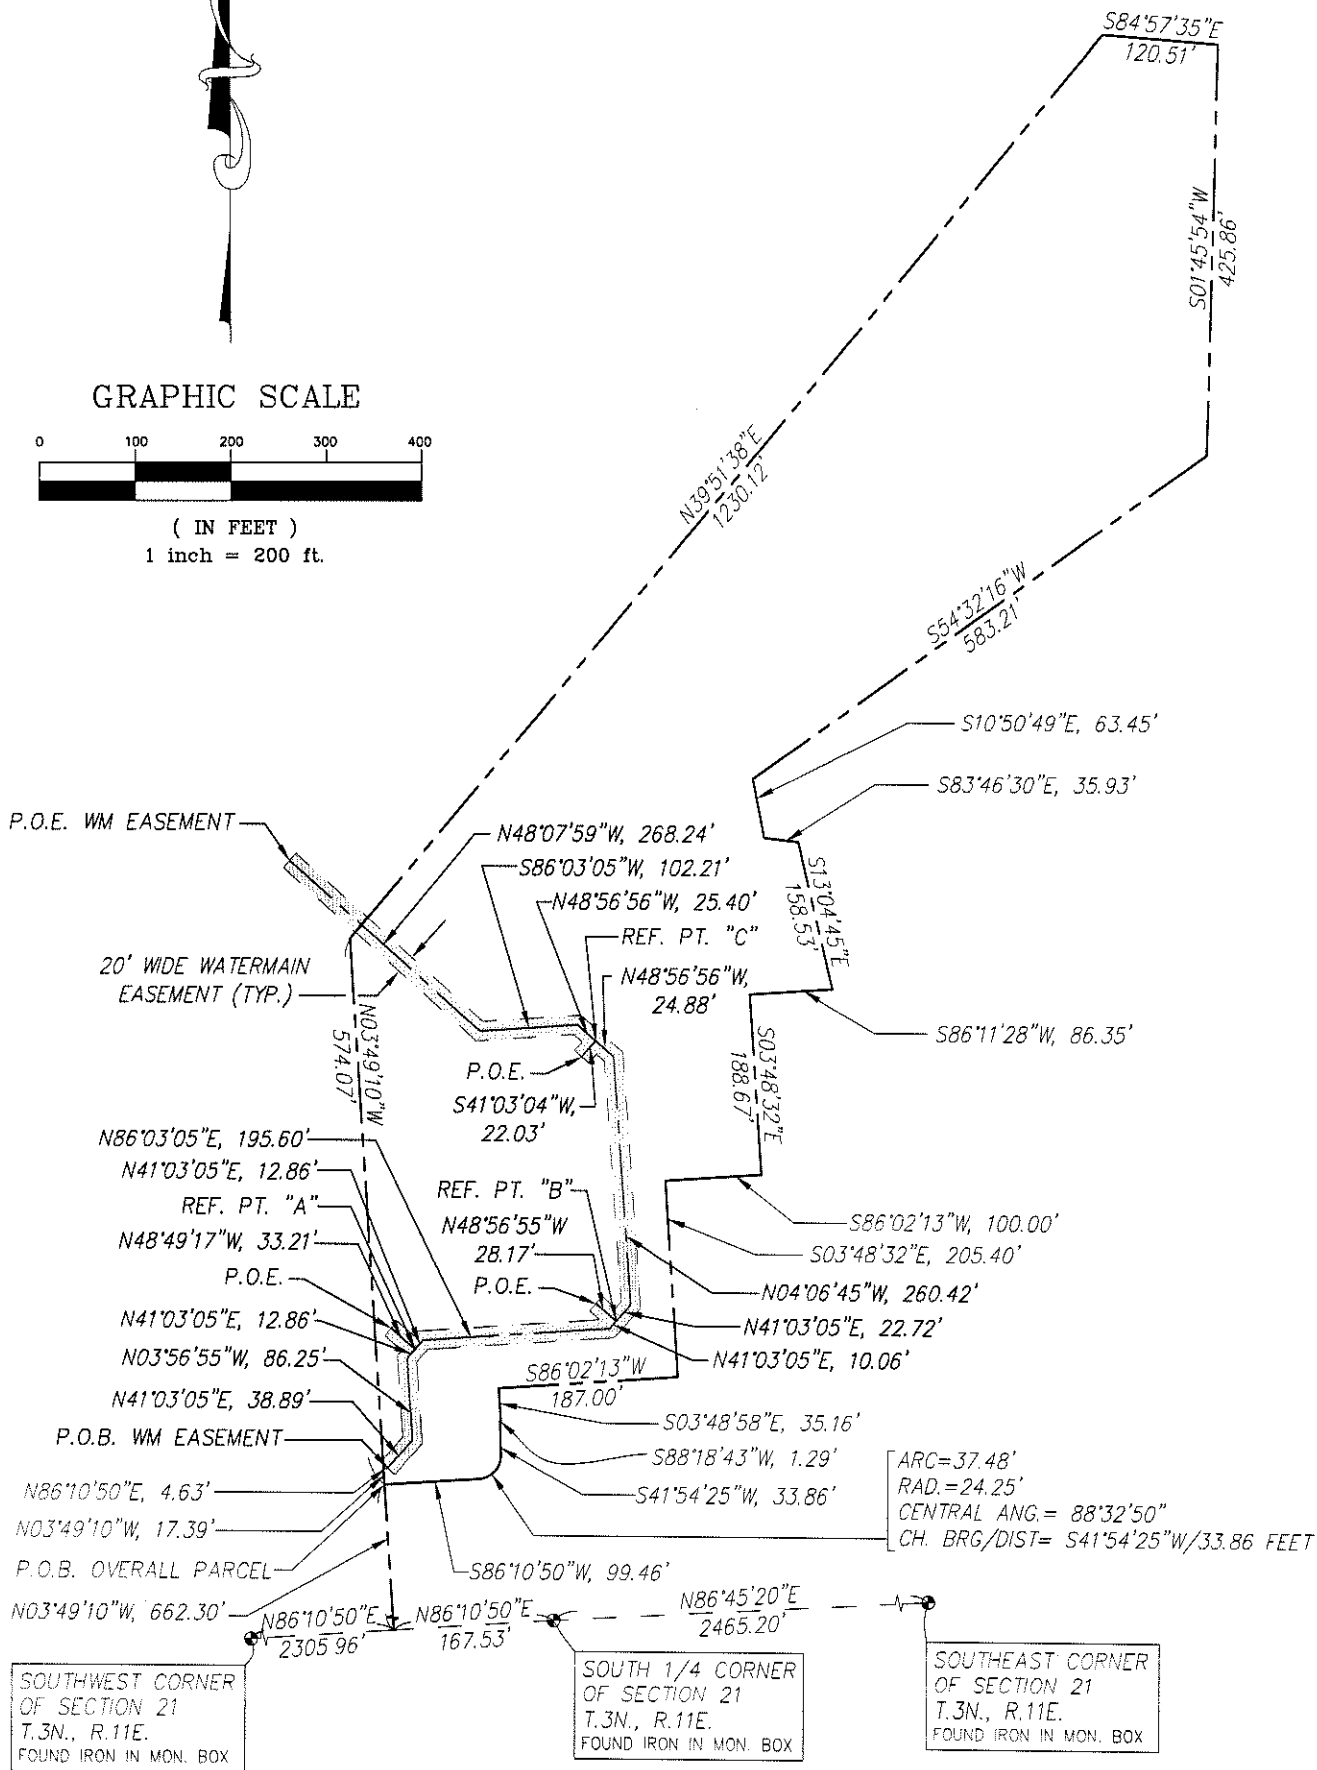 S84°57'35"E
120.51'
S01°45'54"W
425.86'
GRAPHIC SCALE
0 100 200 300 400
( IN FEET )
1 inch = 200 ft.
N39°51'38"E
1230.12'
S54°32'16"W
583.21'
S10°50'49"E, 63.45'
S83°46'30"E, 35.93'
P.O.E. WM EASEMENT
N48°07'59"W, 268.24'
S86°03'05"W, 102.21'
N48°56'56"W, 25.40'
REF. PT. "C"
S13°04'45"E
158.53'
20' WIDE WATERMAIN
EASEMENT (TYP.)
N48°56'56"W,
24.88'
N03°49'10"W
574.07'
S86°11'28"W, 86.35'
P.O.E.
S03°48'32"E
188.67'
S41°03'04"W,
22.03'
N86°03'05"E, 195.60'
N41°03'05"E, 12.86'
REF. PT. "A"
REF. PT. "B"
N48°49'17"W, 33.21'
N48°56'55"W
28.17'
S86°02'13"W, 100.00'
S03°48'32"E, 205.40'
P.O.E.
P.O.E.
N04°06'45"W, 260.42'
N41°03'05"E, 12.86'
N41°03'05"E, 22.72'
N03°56'55"W, 86.25'
N41°03'05"E, 10.06'
S86°02'13"W
187.00'
N41°03'05"E, 38.89'
S03°48'58"E, 35.16'
P.O.B. WM EASEMENT
S88°18'43"W, 1.29'
N86°10'50"E, 4.63'
S41°54'25"W, 33.86'
ARC=37.48'
RAD.=24.25'
CENTRAL ANG.= 88°32'50"
CH. BRG/DIST= S41°54'25"W/33.86 FEET
N03°49'10"W, 17.39'
P.O.B. OVERALL PARCEL
S86°10'50"W, 99.46'
N03°49'10"W, 662.30'
N86°10'50"E
2305.96'
N86°10'50"E
167.53'
N86°45'20"E
2465.20'
SOUTHWEST CORNER
OF SECTION 21
T.3N., R.11E.
FOUND IRON IN MON. BOX
SOUTH 1/4 CORNER
OF SECTION 21
T.3N., R.11E.
FOUND IRON IN MON. BOX
SOUTHEAST CORNER
OF SECTION 21
T.3N., R.11E.
FOUND IRON IN MON. BOX